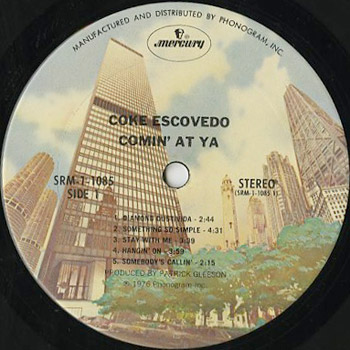 MANUFACTURED AND DISTRIBUTED BY PHONOGRAM, INC.
mercury
COKE ESCOVEDO
COMIN' AT YA
SRM-1-1085
SIDE 1
STEREO
(SRM-1-1085 1)
1. DIAMOND DUST/VIDA - 2:44
2. SOMETHING SO SIMPLE - 4:31
3. STAY WITH ME - 3:39
4. HANGIN' ON - 3:59
5. SOMEBODY'S CALLIN' - 2:15
PRODUCED BY PATRICK GLEESON
℗ 1976 Phonogram Inc.